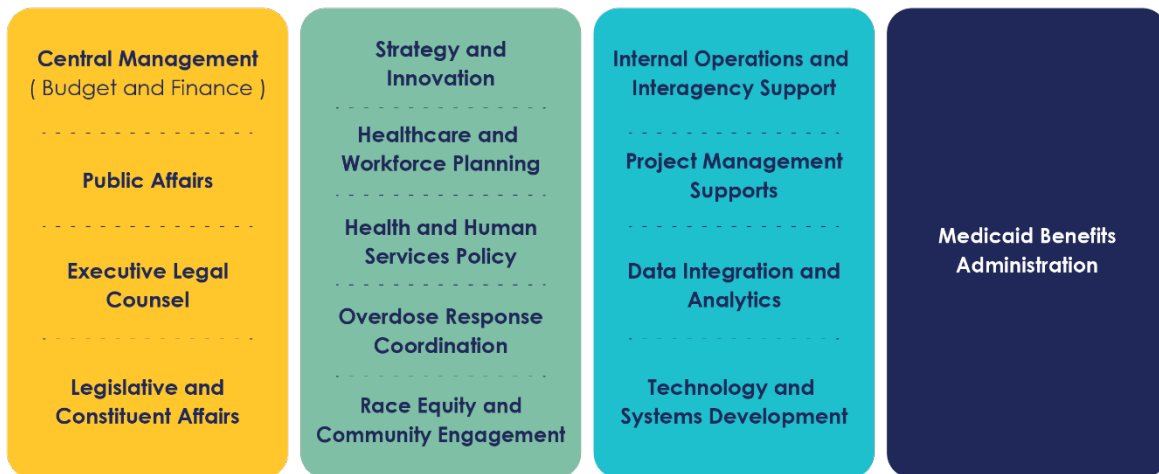 Central Management
( Budget and Finance )
Public Affairs
Executive Legal
Counsel
Legislative and
Constituent Affairs
Strategy and
Innovation
Healthcare and
Workforce Planning
Health and Human
Services Policy
Overdose Response
Coordination
Race Equity and
Community Engagement
Internal Operations and
Interagency Support
Project Management
Supports
Data Integration and
Analytics
Technology and
Systems Development
Medicaid Benefits
Administration